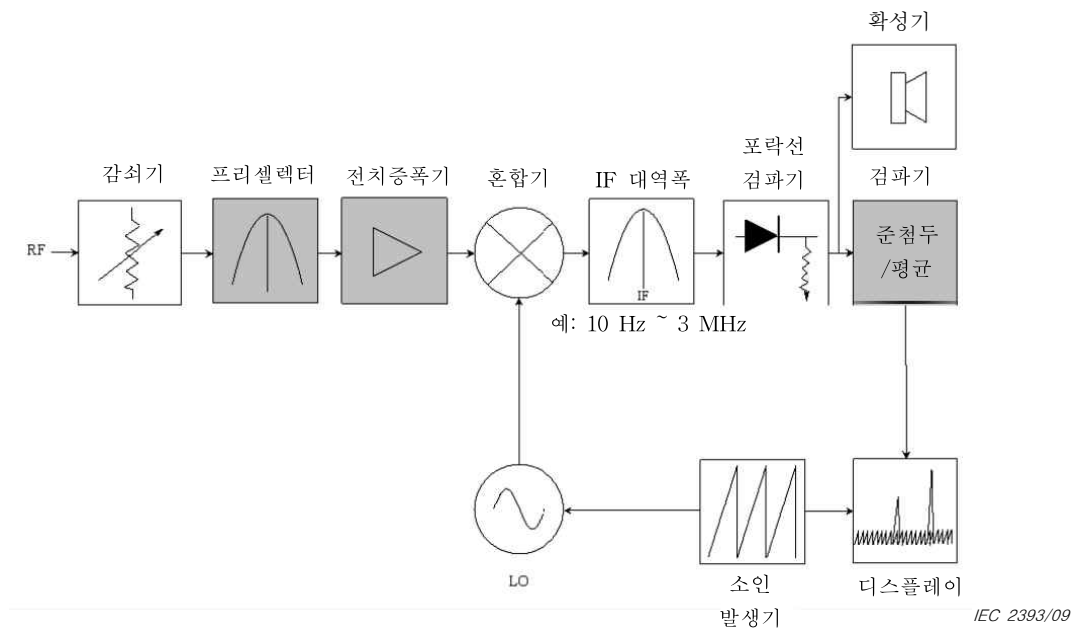 확성기
포락선
감쇠기 프리셀렉터 전치증폭기 혼합기 IF 대역폭 검파기 검파기
RF
준첨두
/평균
IF
예: 10 Hz ~ 3 MHz
LO
소인
발생기
디스플레이
IEC 2393/09